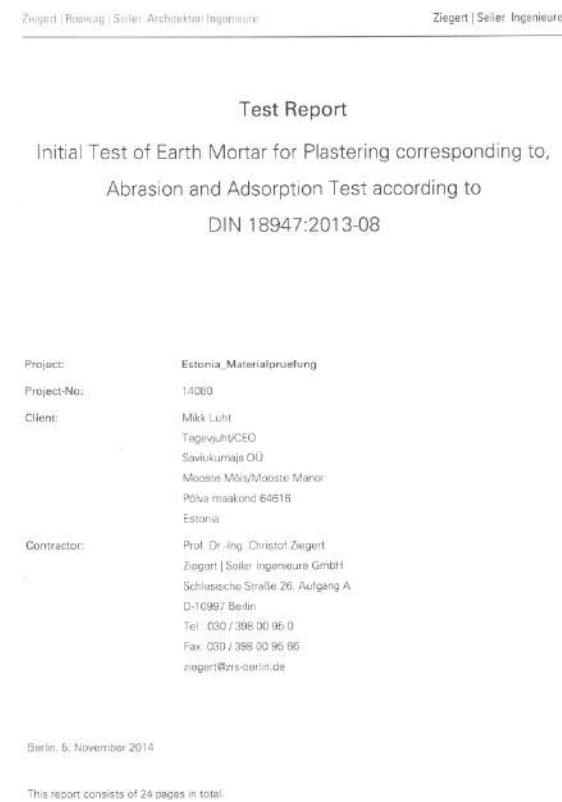 Ziegert | Roswag | Seiler Architekten Ingenieure
Ziegert | Seiler Ingenieure
Test Report
Initial Test of Earth Mortar for Plastering corresponding to,
Abrasion and Adsorption Test according to
DIN 18947:2013-08
Project: Estonia_Materialpruefung
Project-No: 14080
Client: Mikk Luht
Tegevjuht/CEO
Saviukumaja OÜ
Mooste Mõis/Mooste Manor
Põlva maakond 64616
Estonia
Contractor: Prof. Dr.-Ing. Christof Ziegert
Ziegert | Seiler Ingenieure GmbH
Schlesische Straße 26, Aufgang A
D-10997 Berlin
Tel.: 030 / 398 00 95 0
Fax: 030 / 398 00 95 66
ziegert@zrs-berlin.de
Berlin, 5. November 2014
This report consists of 24 pages in total.